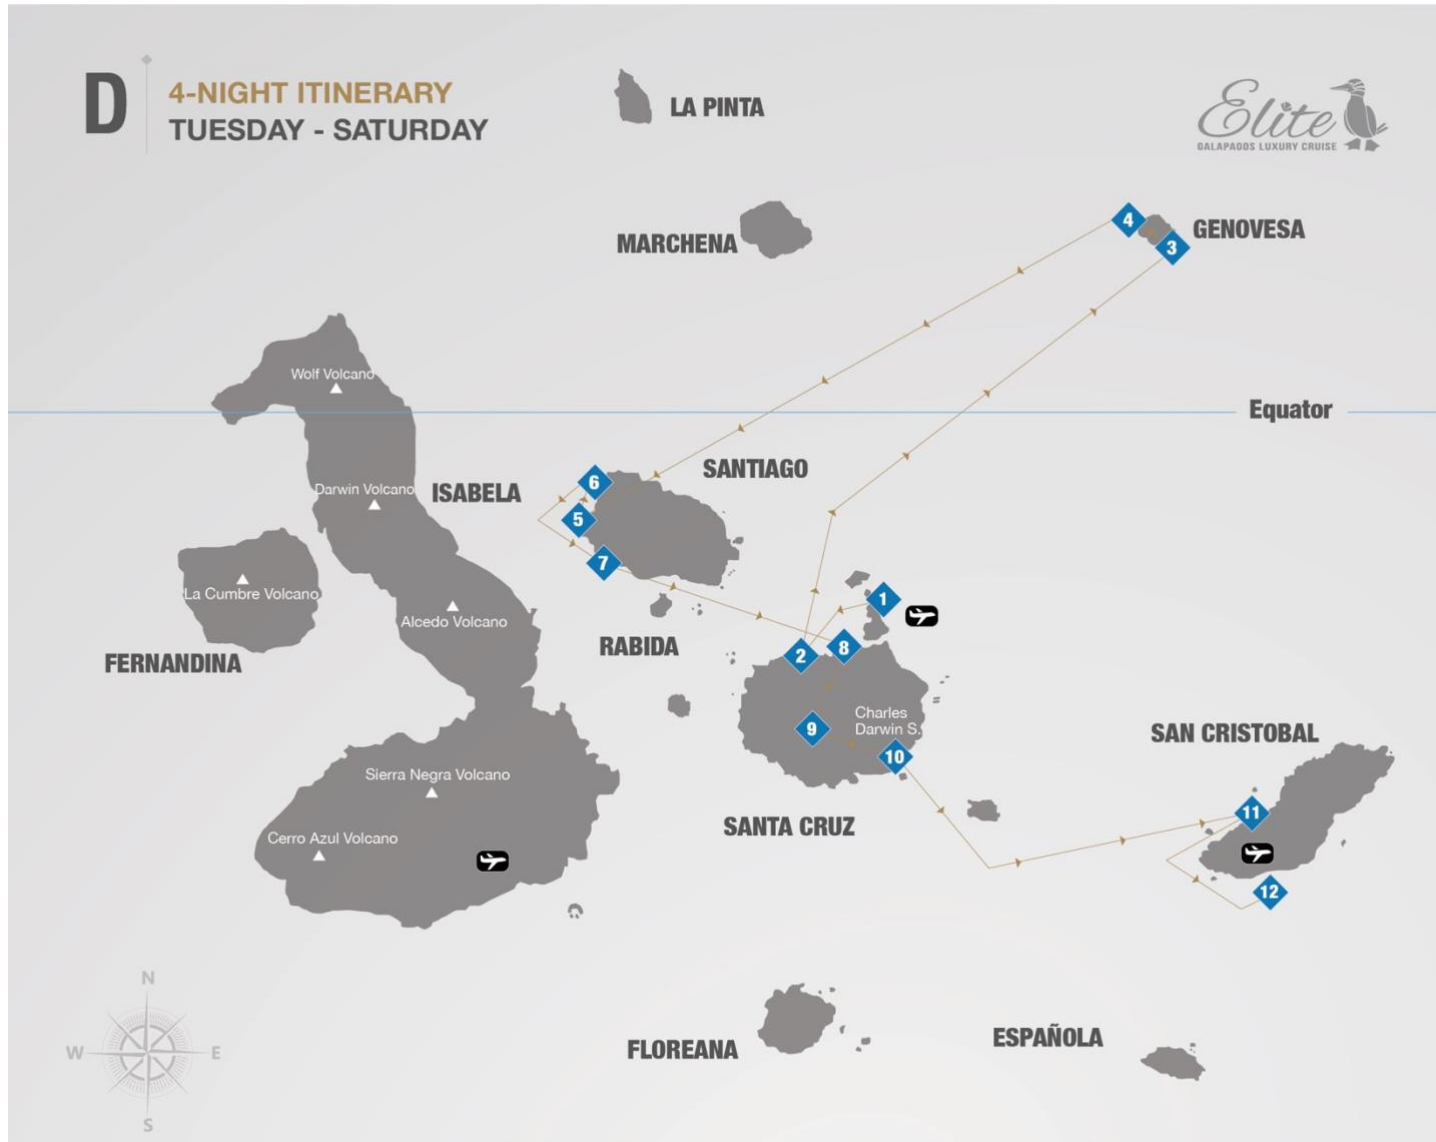 D
4-NIGHT ITINERARY
TUESDAY - SATURDAY
Elite
GALAPAGOS LUXURY CRUISE
LA PINTA
MARCHENA
4
GENOVESA
3
Wolf Volcano
Equator
SANTIAGO
6
Darwin Volcano
ISABELA
5
7
La Cumbre Volcano
1
Alcedo Volcano
RABIDA
8
2
FERNANDINA
Charles
Darwin S.
9
10
SAN CRISTOBAL
Sierra Negra Volcano
11
SANTA CRUZ
Cerro Azul Volcano
12
N
W
E
S
FLOREANA
ESPAÑOLA